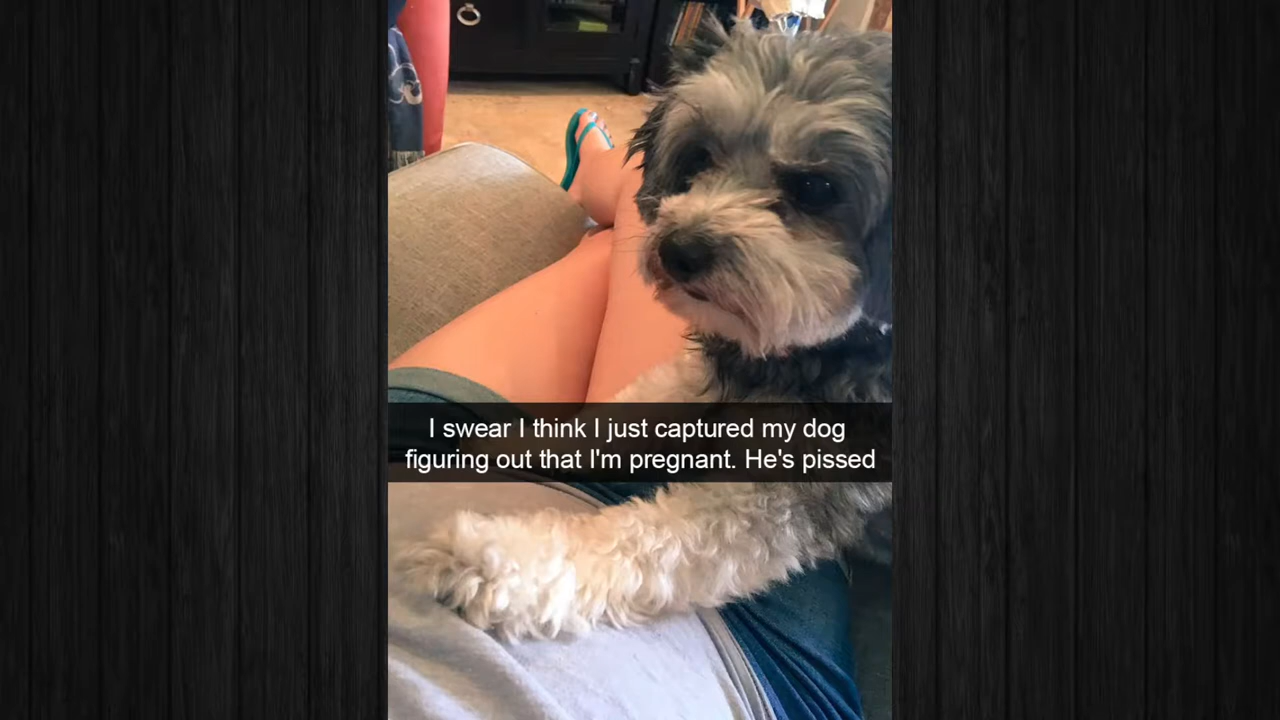 I swear I think I just captured my dog
figuring out that I'm pregnant. He's pissed